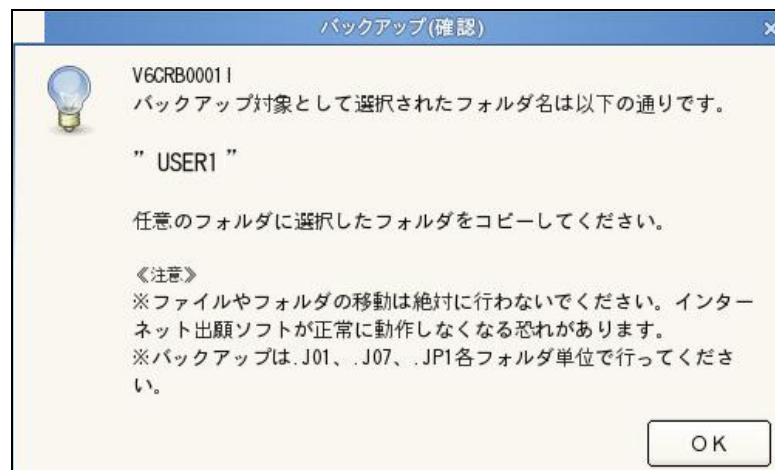 バックアップ(確認)
V6CRB0001I
バックアップ対象として選択されたフォルダ名は以下の通りです。
” USER1 ”
任意のフォルダに選択したフォルダをコピーしてください。
≪注意≫
※ファイルやフォルダの移動は絶対に行わないでください。インター
ネット出願ソフトが正常に動作しなくなる恐れがあります。
※バックアップは.J01、.J07、.JP1各フォルダ単位で行ってくださ
い。
OK